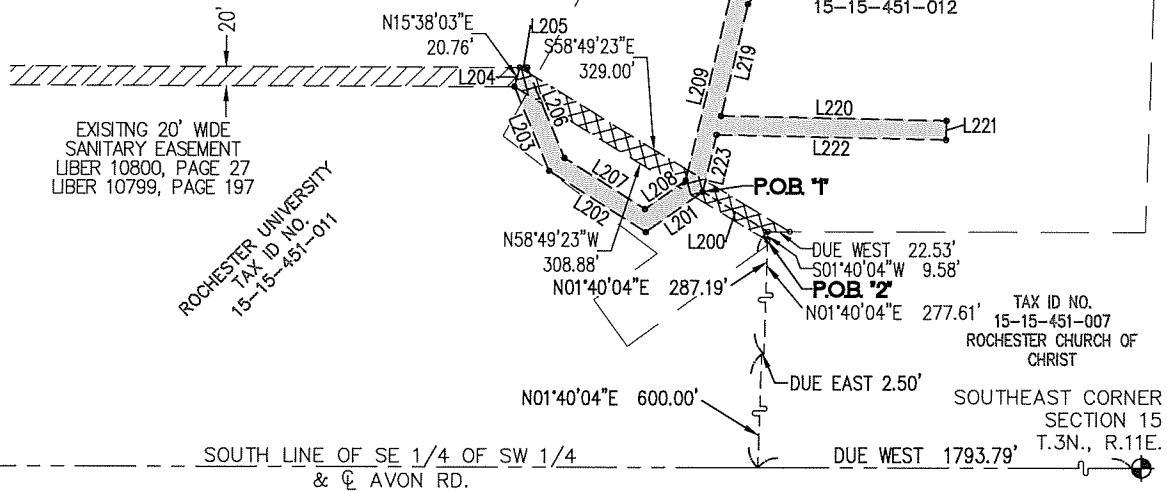 15-15-451-012
20'
N15°38'03"E
20.76'
L205
S58°49'23"E
329.00'
L204
L206
L203
L209
L219
L220
L221
L222
L223
EXISITNG 20' WIDE
SANITARY EASEMENT
LIBER 10800, PAGE 27
LIBER 10799, PAGE 197
ROCHESTER UNIVERSITY
TAX ID NO.
15-15-451-011
L207
L208
P.O.B. "1"
L202
L201
L200
N58°49'23"W
308.88'
DUE WEST 22.53'
S01°40'04"W 9.58'
N01°40'04"E 287.19'
P.O.B. "2"
N01°40'04"E 277.61'
TAX ID NO.
15-15-451-007
ROCHESTER CHURCH OF
CHRIST
DUE EAST 2.50'
N01°40'04"E 600.00'
SOUTHEAST CORNER
SECTION 15
T.3N., R.11E.
SOUTH LINE OF SE 1/4 OF SW 1/4
& ℄ AVON RD.
DUE WEST 1793.79'